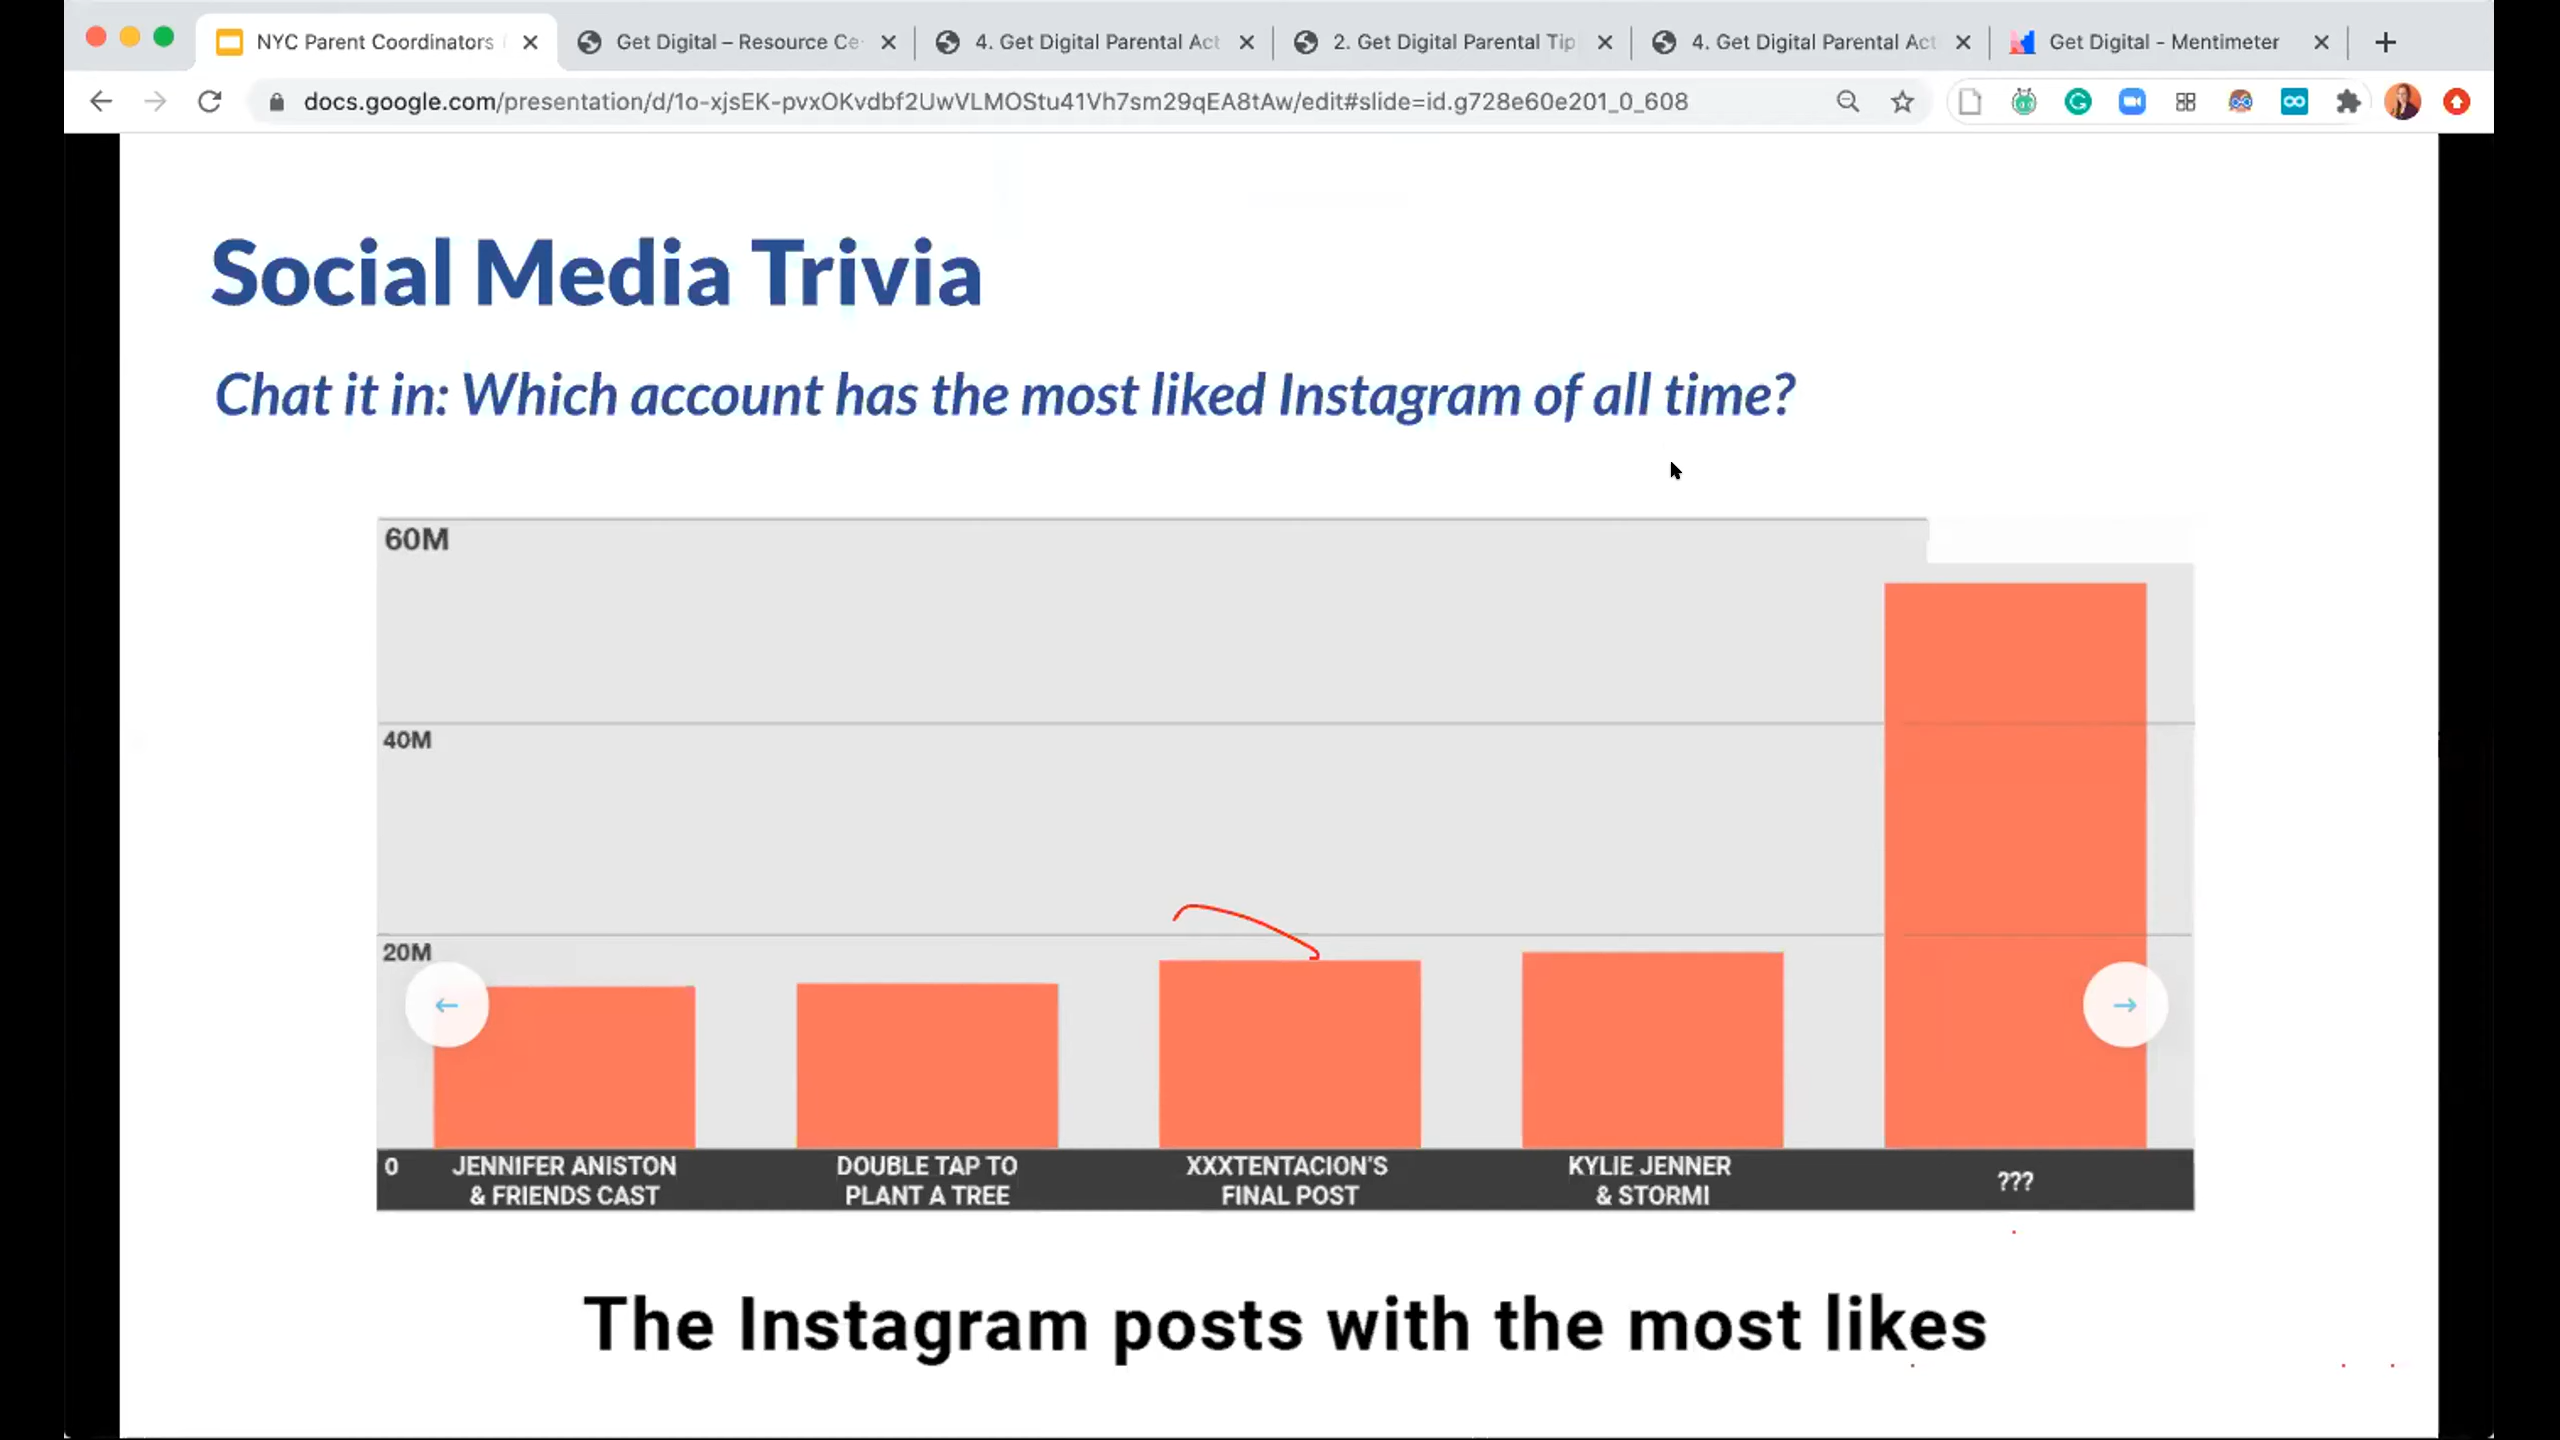 NYC Parent Coordinators
Get Digital – Resource Ce
4. Get Digital Parental Act
2. Get Digital Parental Tip
4. Get Digital Parental Act
Get Digital - Mentimeter
docs.google.com/presentation/d/1o-xjsEK-pvxOKvdbf2UwVLMOStu41Vh7sm29qEA8tAw/edit#slide=id.g728e60e201_0_608
Social Media Trivia
Chat it in: Which account has the most liked Instagram of all time?
60M
40M
20M
0
JENNIFER ANISTON
& FRIENDS CAST
DOUBLE TAP TO
PLANT A TREE
XXXTENTACION'S
FINAL POST
KYLIE JENNER
& STORMI
???
The Instagram posts with the most likes